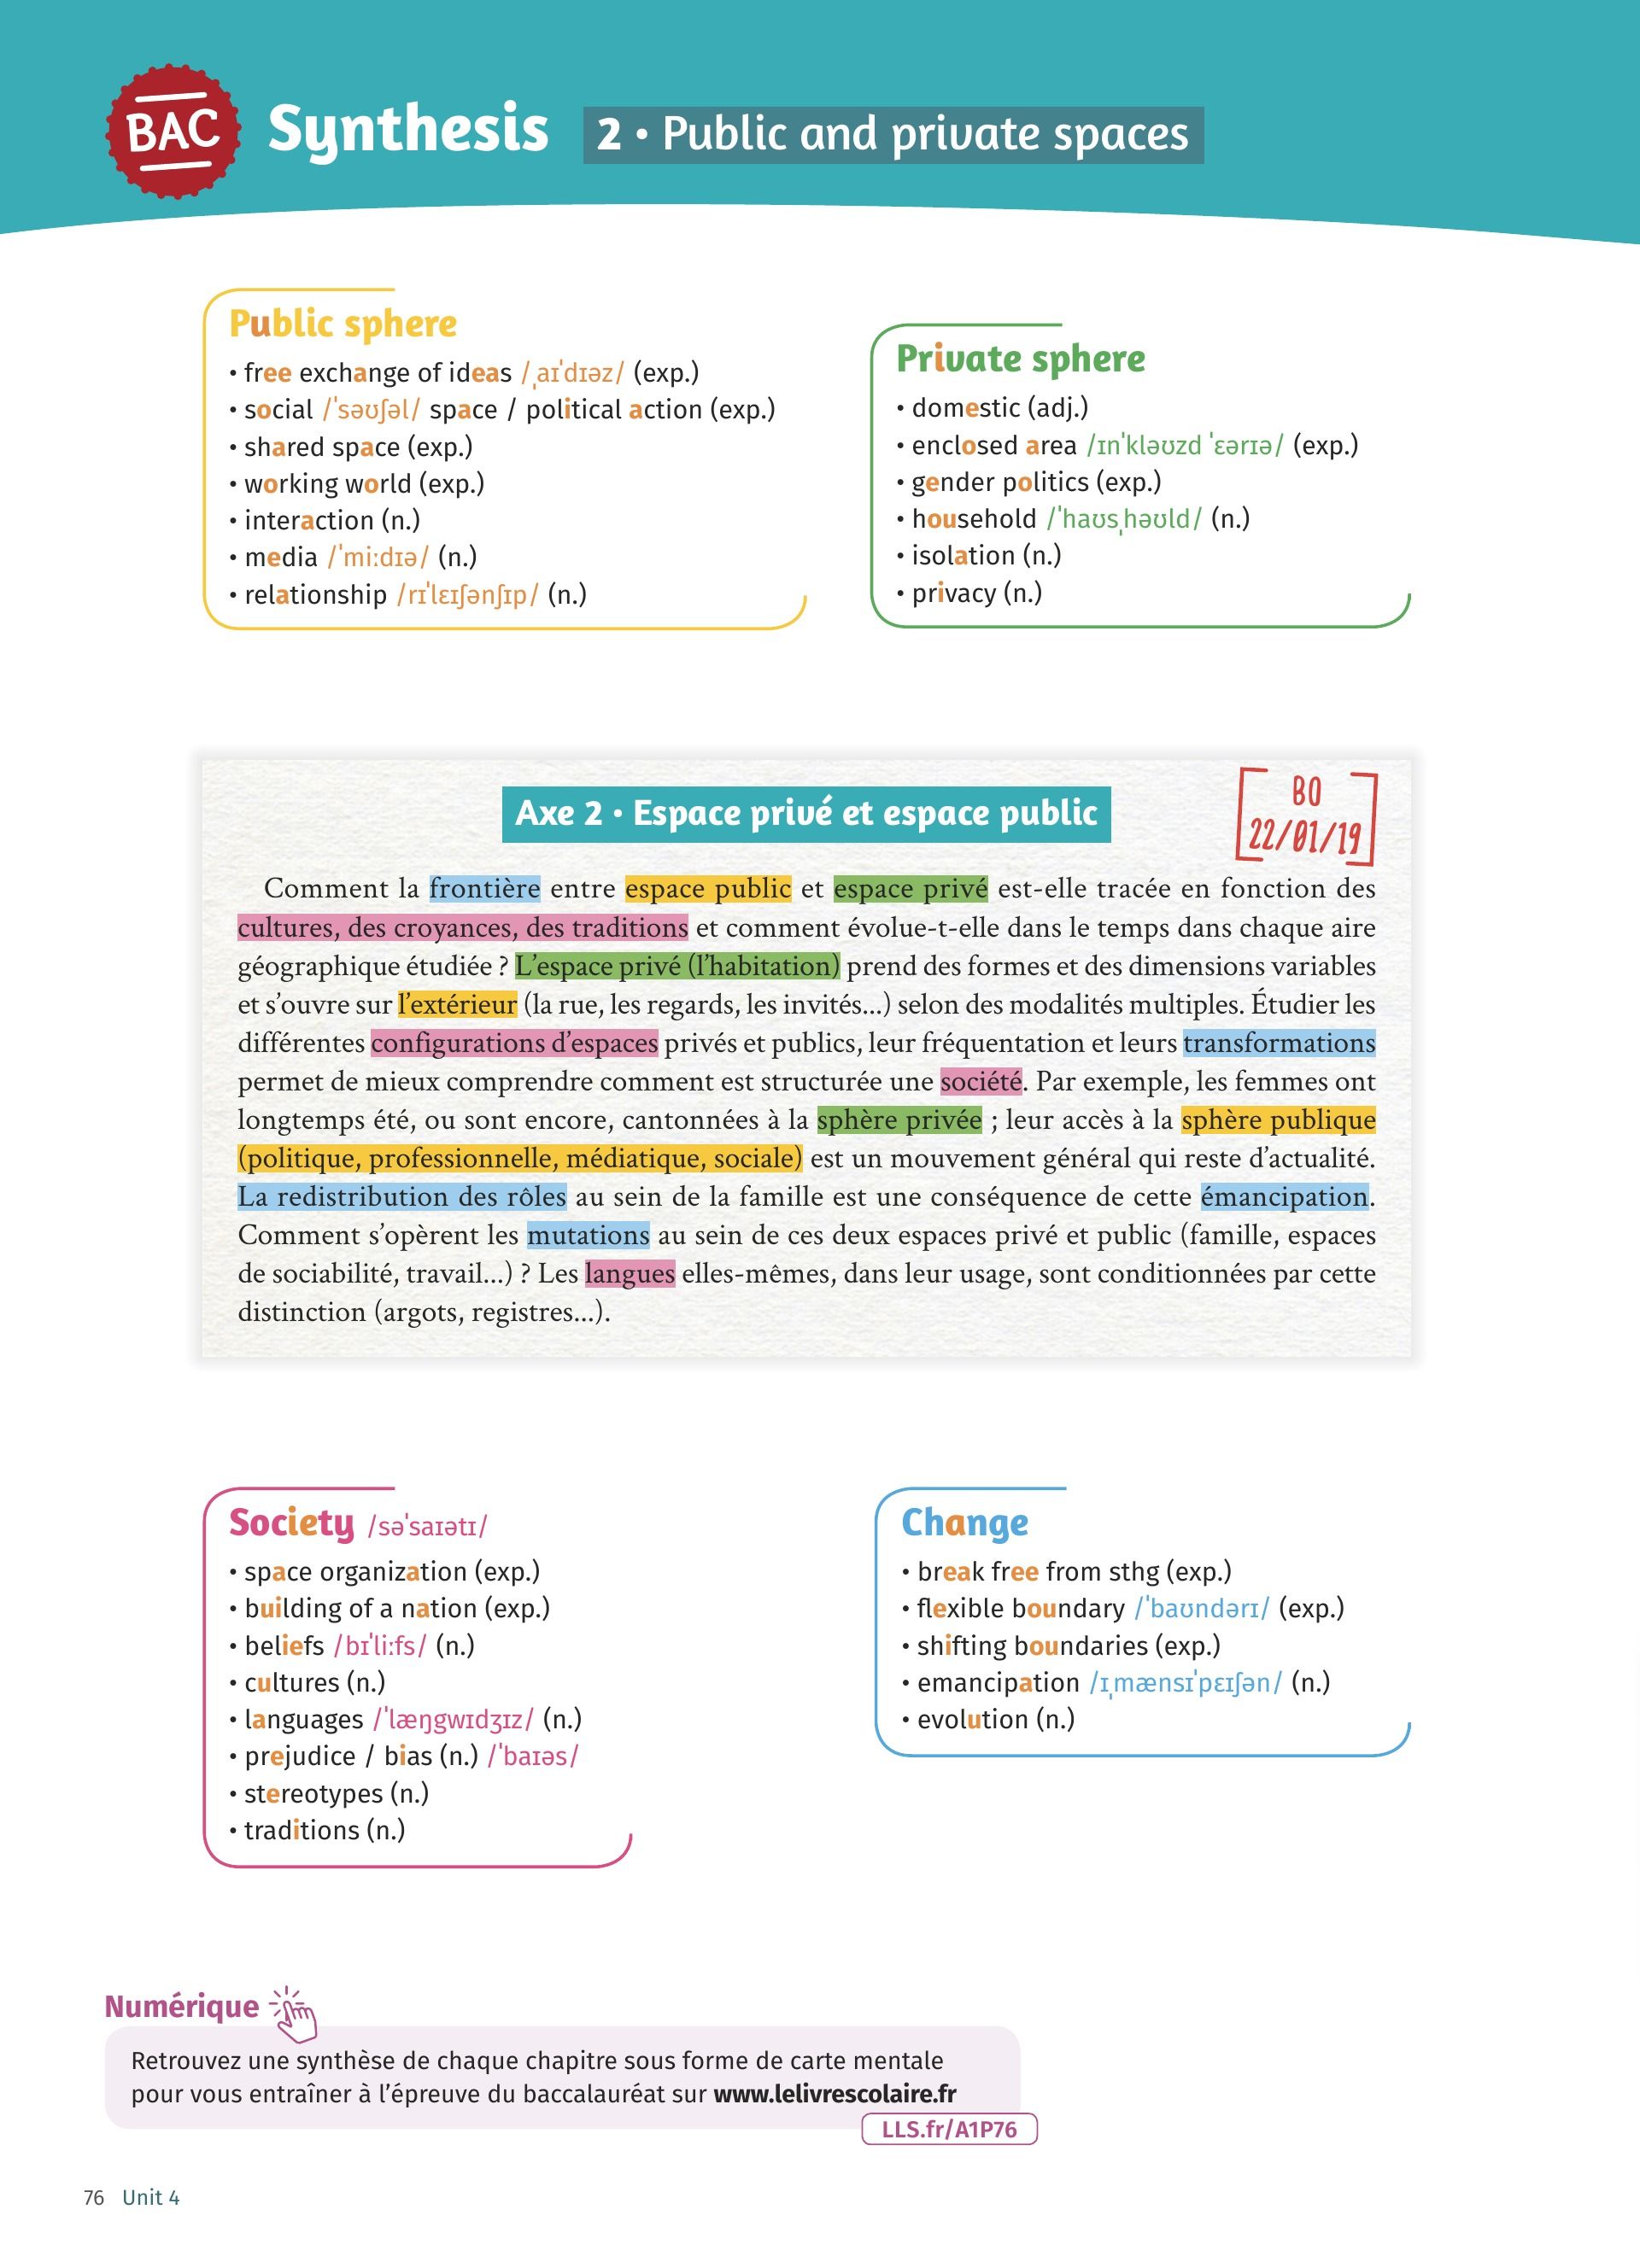 BAC
Synthesis
2 • Public and private spaces
Public sphere
• free exchange of ideas /ˌaɪˈdɪəz/ (exp.)
• social /ˈsəʊʃəl/ space / political action (exp.)
• shared space (exp.)
• working world (exp.)
• interaction (n.)
• media /ˈmiːdɪə/ (n.)
• relationship /rɪˈlɛɪʃənʃɪp/ (n.)
Private sphere
• domestic (adj.)
• enclosed area /ɪnˈkləʊzd ˈɛərɪə/ (exp.)
• gender politics (exp.)
• household /ˈhaʊsˌhəʊld/ (n.)
• isolation (n.)
• privacy (n.)
Axe 2 • Espace privé et espace public
BO
22/01/19
Comment la frontière entre espace public et espace privé est-elle tracée en fonction des
cultures, des croyances, des traditions et comment évolue-t-elle dans le temps dans chaque aire
géographique étudiée ? L’espace privé (l’habitation) prend des formes et des dimensions variables
et s’ouvre sur l’extérieur (la rue, les regards, les invités...) selon des modalités multiples. Étudier les
différentes configurations d’espaces privés et publics, leur fréquentation et leurs transformations
permet de mieux comprendre comment est structurée une société. Par exemple, les femmes ont
longtemps été, ou sont encore, cantonnées à la sphère privée ; leur accès à la sphère publique
(politique, professionnelle, médiatique, sociale) est un mouvement général qui reste d’actualité.
La redistribution des rôles au sein de la famille est une conséquence de cette émancipation.
Comment s’opèrent les mutations au sein de ces deux espaces privé et public (famille, espaces
de sociabilité, travail...) ? Les langues elles-mêmes, dans leur usage, sont conditionnées par cette
distinction (argots, registres...).
Society /səˈsaɪətɪ/
• space organization (exp.)
• building of a nation (exp.)
• beliefs /bɪˈliːfs/ (n.)
• cultures (n.)
• languages /ˈlæŋgwɪdʒɪz/ (n.)
• prejudice / bias (n.) /ˈbaɪəs/
• stereotypes (n.)
• traditions (n.)
Change
• break free from sthg (exp.)
• flexible boundary /ˈbaʊndərɪ/ (exp.)
• shifting boundaries (exp.)
• emancipation /ɪˌmænsɪˈpɛɪʃən/ (n.)
• evolution (n.)
Numérique
Retrouvez une synthèse de chaque chapitre sous forme de carte mentale
pour vous entraîner à l’épreuve du baccalauréat sur www.lelivrescolaire.fr
LLS.fr/A1P76
76 Unit 4